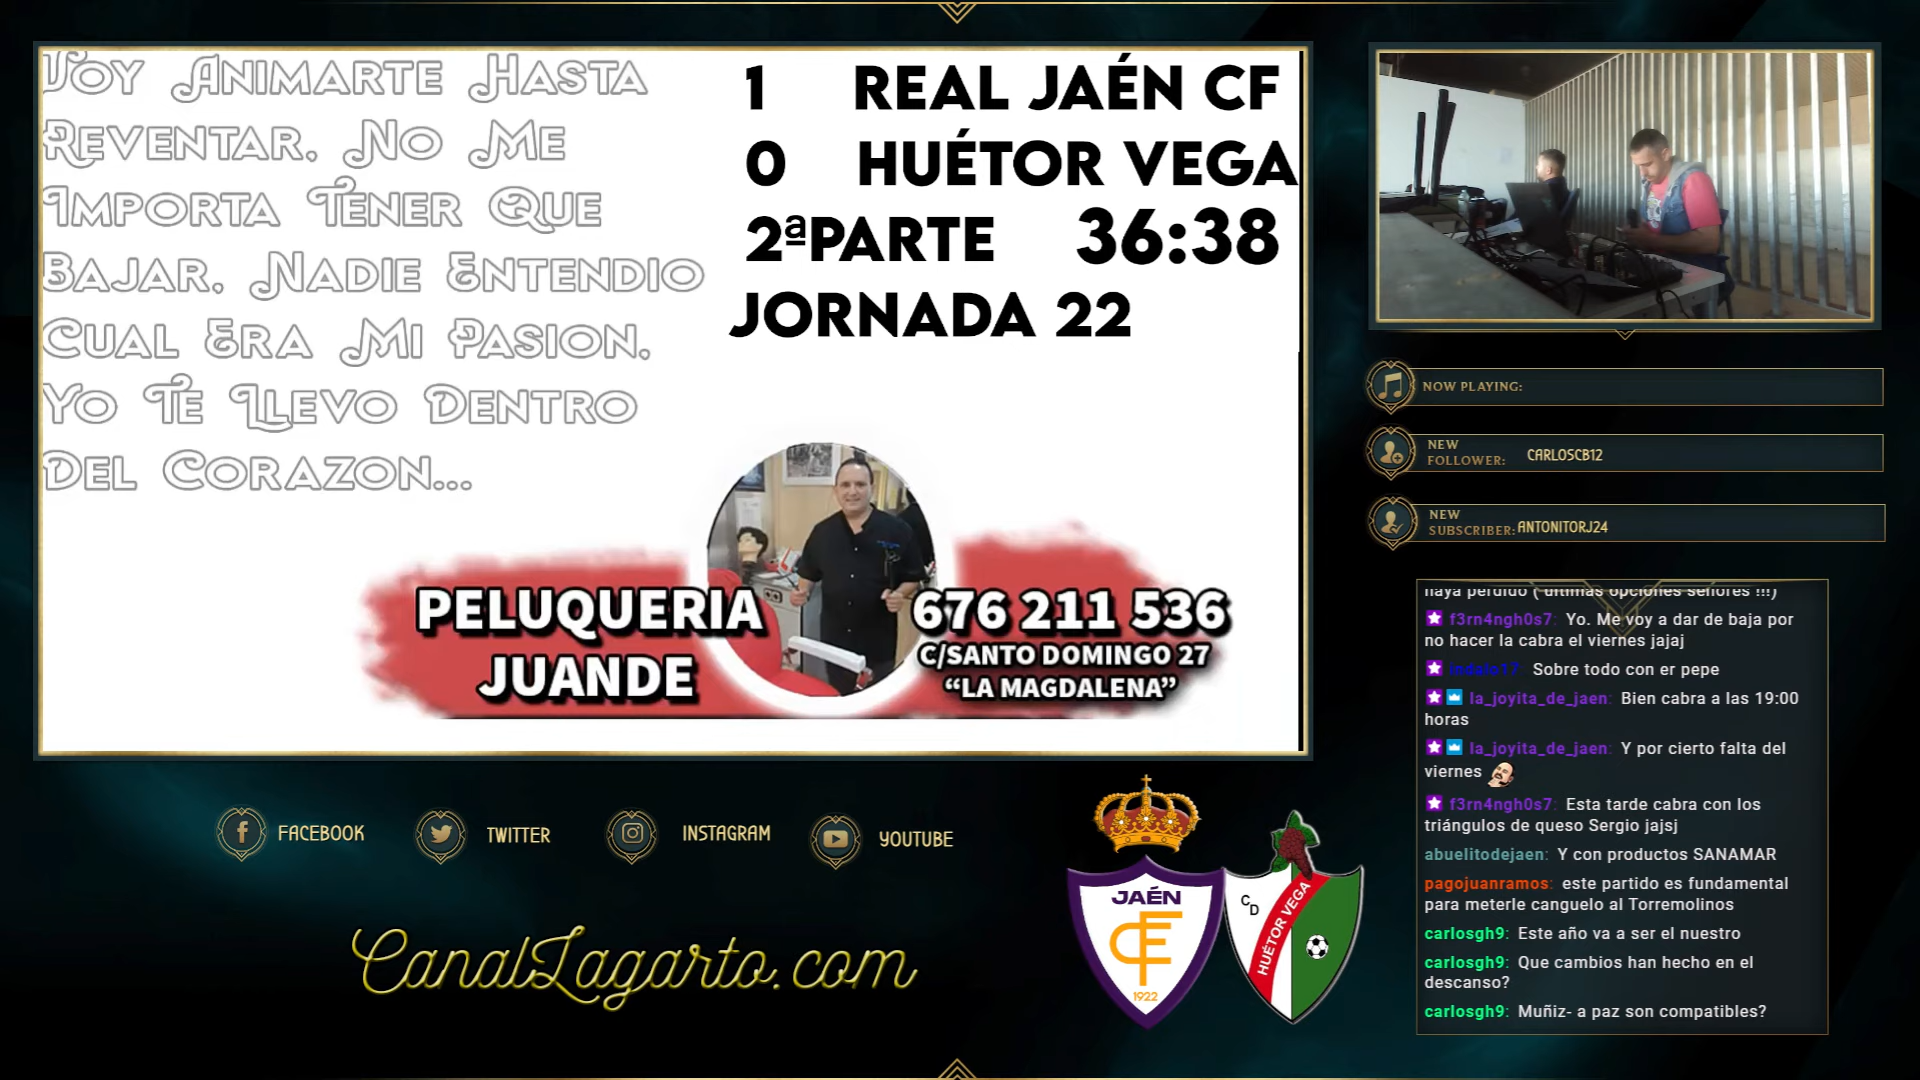 Voy Animarte Hasta
Reventar. No Me
Importa Tener Que
Bajar. Nadie Entendio
Cual Era Mi Pasion.
Yo Te Llevo Dentro
Del Corazon...
1 REAL JAÉN CF
0 HUÉTOR VEGA
2ªPARTE 36:38
JORNADA 22
PELUQUERIA
JUANDE
676 211 536
C/SANTO DOMINGO 27
“LA MAGDALENA”
NOW PLAYING:
NEW
FOLLOWER: CARLOSCB12
NEW
SUBSCRIBER: ANTONITORJ24
haya perdido ( últimas opciones señores !!!)
f3rn4ngh0s7: Yo. Me voy a dar de baja por
no hacer la cabra el viernes jajaj
indalo17: Sobre todo con er pepe
la_joyita_de_jaen: Bien cabra a las 19:00
horas
la_joyita_de_jaen: Y por cierto falta del
viernes
f3rn4ngh0s7: Esta tarde cabra con los
triángulos de queso Sergio jajsj
abuelitodejaen: Y con productos SANAMAR
pagojuanramos: este partido es fundamental
para meterle canguelo al Torremolinos
carlosgh9: Este año va a ser el nuestro
carlosgh9: Que cambios han hecho en el
descanso?
carlosgh9: Muñiz- a paz son compatibles?
FACEBOOK
TWITTER
INSTAGRAM
YOUTUBE
CanalLagarto.com
JAÉN
CF
1922
CD
HUÉTOR VEGA